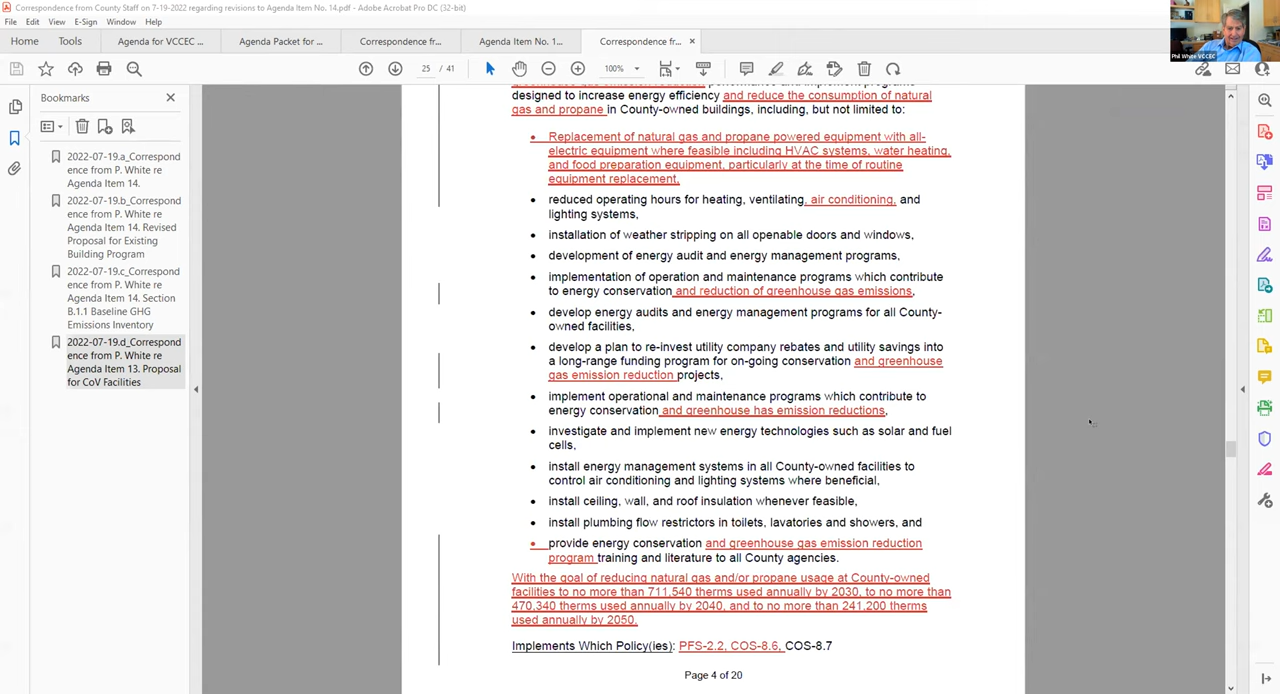 Correspondence from County Staff on 7-19-2022 regarding revisions to Agenda Item No. 14.pdf - Adobe Acrobat Pro DC (32-bit)
File Edit View E-Sign Window Help
Home Tools Agenda for VCCEC ... Agenda Packet for ... Correspondence fr... Agenda Item No. 1... Correspondence fr... ×
25 / 41 100%
Bookmarks
2022-07-19.a_Correspond
ence from P. White re
Agenda Item 14.
2022-07-19.b_Correspond
ence from P. White re
Agenda Item 14. Revised
Proposal for Existing
Building Program
2022-07-19.c_Correspond
ence from P. White re
Agenda Item 14. Section
B.1.1 Baseline GHG
Emissions Inventory
2022-07-19.d_Correspond
ence from P. White re
Agenda Item 13. Proposal
for CoV Facilities
designed to increase energy efficiency and reduce the consumption of natural
gas and propane in County-owned buildings, including, but not limited to:
• Replacement of natural gas and propane powered equipment with all-
electric equipment where feasible including HVAC systems, water heating,
and food preparation equipment, particularly at the time of routine
equipment replacement,
• reduced operating hours for heating, ventilating, air conditioning, and
lighting systems,
• installation of weather stripping on all openable doors and windows,
• development of energy audit and energy management programs,
• implementation of operation and maintenance programs which contribute
to energy conservation and reduction of greenhouse gas emissions,
• develop energy audits and energy management programs for all County-
owned facilities,
• develop a plan to re-invest utility company rebates and utility savings into
a long-range funding program for on-going conservation and greenhouse
gas emission reduction projects,
• implement operational and maintenance programs which contribute to
energy conservation and greenhouse has emission reductions,
• investigate and implement new energy technologies such as solar and fuel
cells,
• install energy management systems in all County-owned facilities to
control air conditioning and lighting systems where beneficial,
• install ceiling, wall, and roof insulation whenever feasible,
• install plumbing flow restrictors in toilets, lavatories and showers, and
• provide energy conservation and greenhouse gas emission reduction
program training and literature to all County agencies.
With the goal of reducing natural gas and/or propane usage at County-owned
facilities to no more than 711,540 therms used annually by 2030, to no more than
470,340 therms used annually by 2040, and to no more than 241,200 therms
used annually by 2050.
Implements Which Policy(ies): PFS-2.2, COS-8.6, COS-8.7
Page 4 of 20
Phil White VCCEC